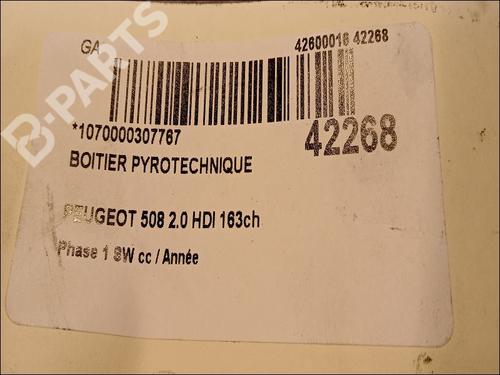 GA
42600016 42268
B-PARTS
*1070000307767
42268
BOITIER PYROTECHNIQUE
PEUGEOT 508 2.0 HDI 163ch
Phase 1 SW cc / Année